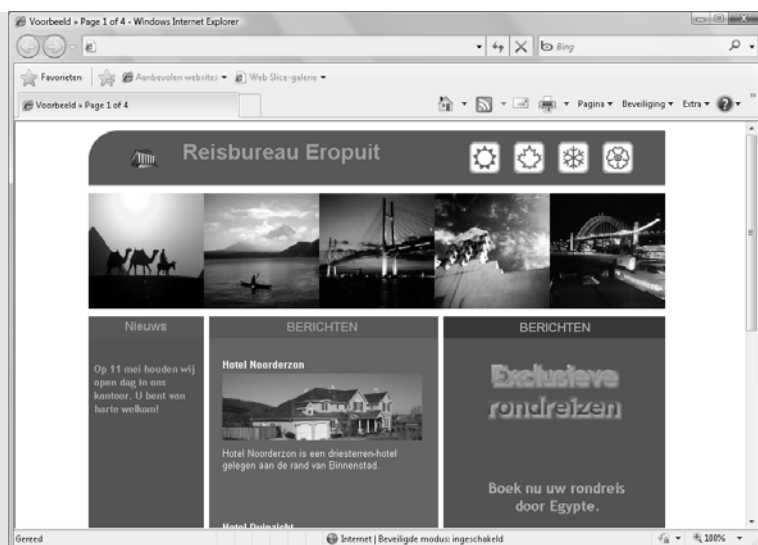 Voorbeeld » Page 1 of 4 - Windows Internet Explorer
Bing
Favorieten
Aanbevolen websites
Web Slice-galerie
Voorbeeld » Page 1 of 4
Pagina
Beveiliging
Extra
Reisbureau Eropuit
Nieuws
Op 11 mei houden wij
open dag in ons
kantoor. U bent van
harte welkom!
BERICHTEN
Hotel Noorderzon
Hotel Noorderzon is een driesterren-hotel
gelegen aan de rand van Binnenstad.
Hotel Duinzicht
BERICHTEN
Exclusieve
rondreizen
Boek nu uw rondreis
door Egypte.
Gereed
Internet | Beveiligde modus: ingeschakeld
100%